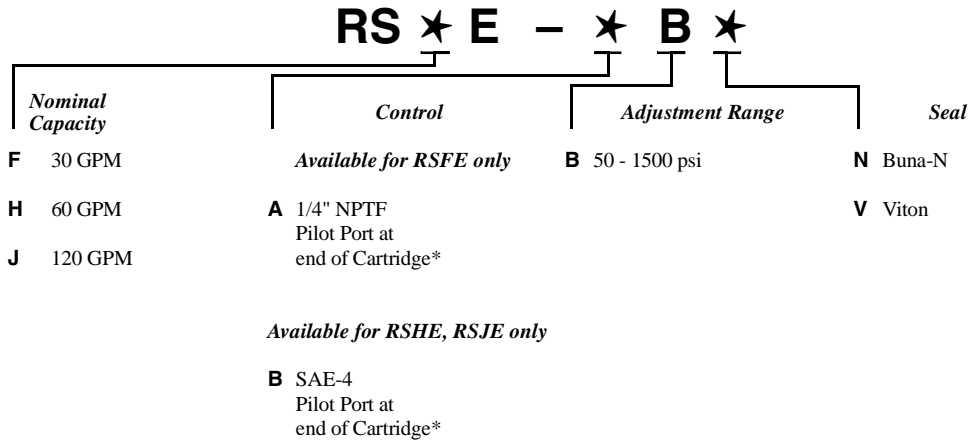 RS ✶ E – ✶ B ✶
Nominal
Capacity
F 30 GPM
H 60 GPM
J 120 GPM
Control
Available for RSFE only
A 1/4" NPTF
Pilot Port at
end of Cartridge*
Available for RSHE, RSJE only
B SAE-4
Pilot Port at
end of Cartridge*
Adjustment Range
B 50 - 1500 psi
Seal
N Buna-N
V Viton